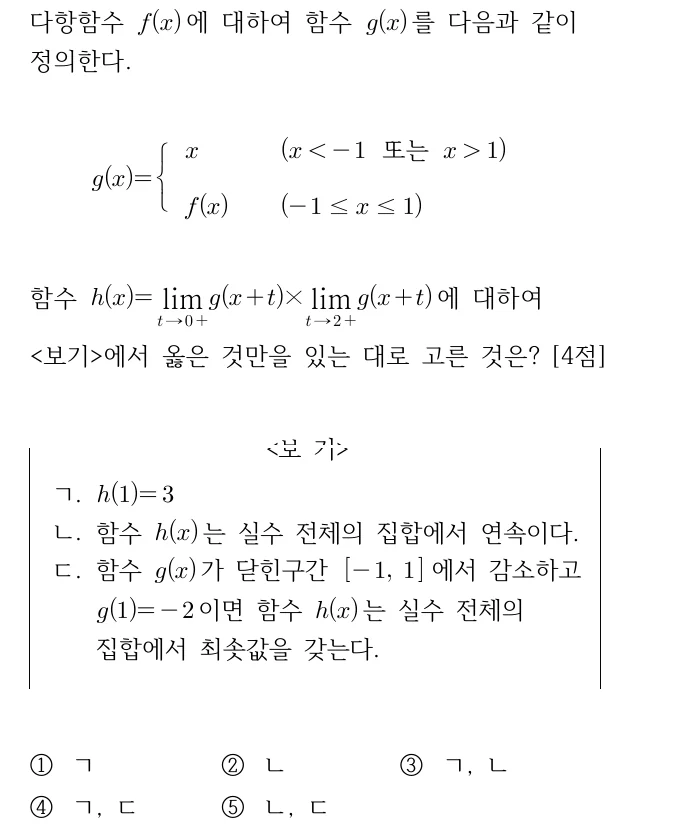 다항함수 f(x)에 대하여 함수 g(x)를 다음과 같이
정의한다.
g(x)={ x (x<-1 또는 x>1)
f(x) (-1≤x≤1)
함수 h(x)= lim g(x+t)× lim g(x+t)에 대하여
t→0+ t→2+
<보기>에서 옳은 것만을 있는 대로 고른 것은? [4점]
<보 기>
ㄱ. h(1)=3
ㄴ. 함수 h(x)는 실수 전체의 집합에서 연속이다.
ㄷ. 함수 g(x)가 닫힌구간 [-1, 1]에서 감소하고
g(1)=-2이면 함수 h(x)는 실수 전체의
집합에서 최솟값을 갖는다.
① ㄱ ② ㄴ ③ ㄱ, ㄴ
④ ㄱ, ㄷ ⑤ ㄴ, ㄷ